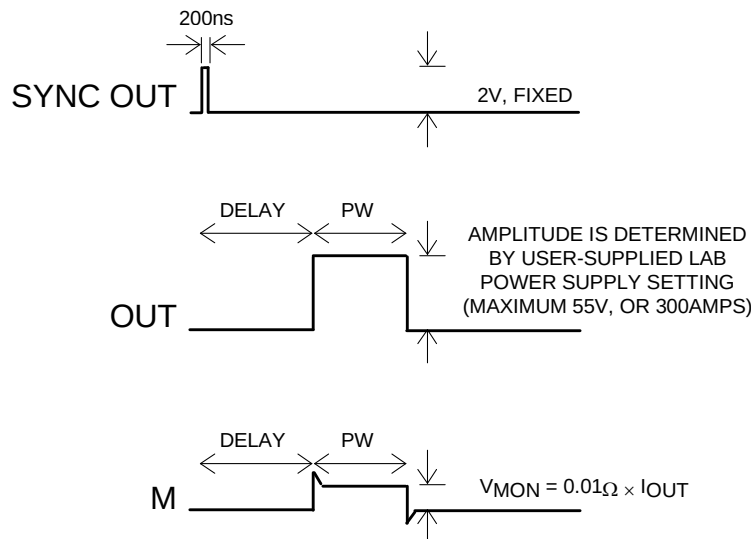 200ns
SYNC OUT
2V, FIXED
DELAY
PW
AMPLITUDE IS DETERMINED
BY USER-SUPPLIED LAB
POWER SUPPLY SETTING
(MAXIMUM 55V, OR 300AMPS)
OUT
DELAY
PW
M
VMON = 0.01Ω × IOUT